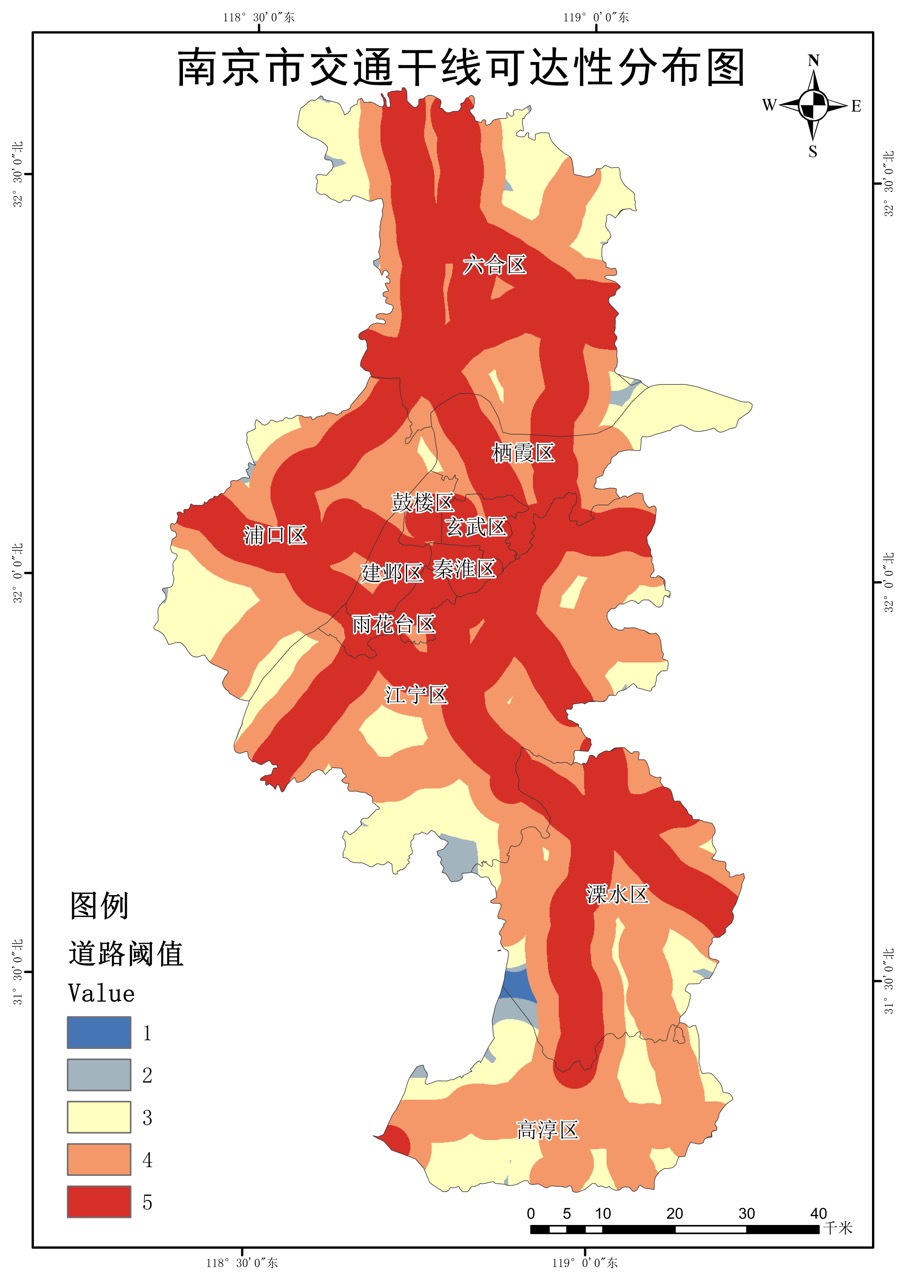 118° 30′0″东
119° 0′0″东
南京市交通干线可达性分布图
N
W
E
S
32° 30′0″北
32° 30′0″北
六合区
栖霞区
鼓楼区
玄武区
浦口区
建邺区
秦淮区
32° 0′0″北
32° 0′0″北
雨花台区
江宁区
溧水区
图例
道路阈值
Value
1
2
3
4
5
31° 30′0″北
31° 30′0″北
高淳区
0 5 10 20 30 40
千米
118° 30′0″东
119° 0′0″东